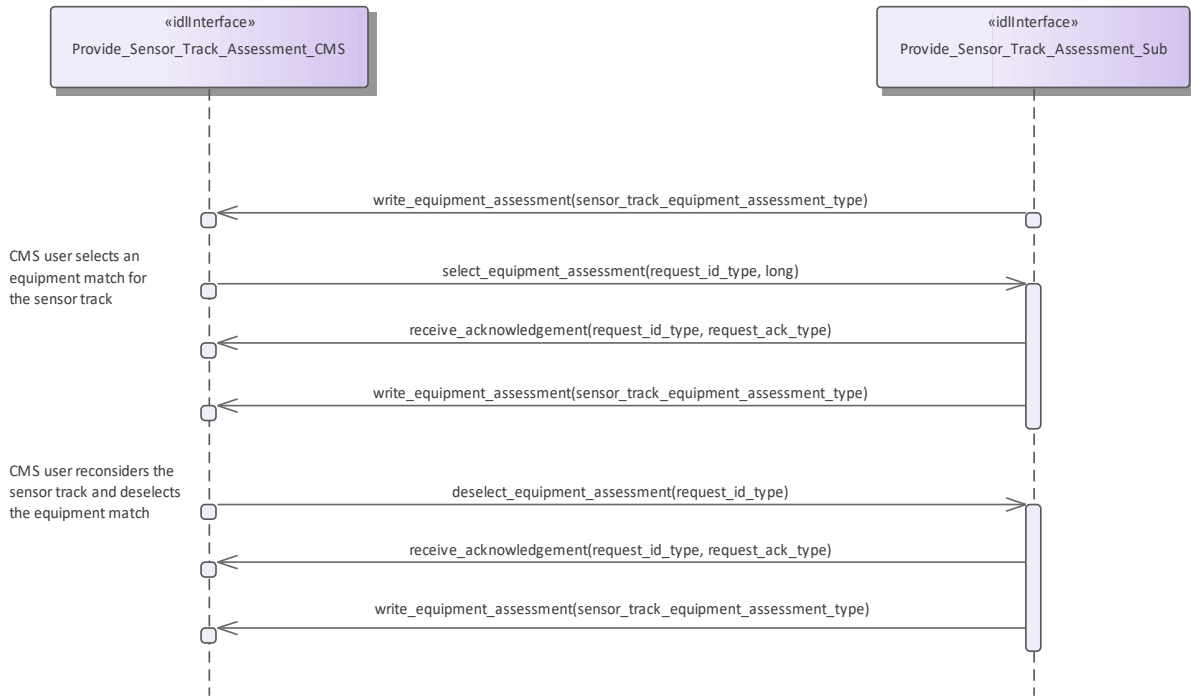 «idlInterface»
Provide_Sensor_Track_Assessment_CMS
«idlInterface»
Provide_Sensor_Track_Assessment_Sub
write_equipment_assessment(sensor_track_equipment_assessment_type)
CMS user selects an
equipment match for
the sensor track
select_equipment_assessment(request_id_type, long)
receive_acknowledgement(request_id_type, request_ack_type)
write_equipment_assessment(sensor_track_equipment_assessment_type)
CMS user reconsiders the
sensor track and deselects
the equipment match
deselect_equipment_assessment(request_id_type)
receive_acknowledgement(request_id_type, request_ack_type)
write_equipment_assessment(sensor_track_equipment_assessment_type)